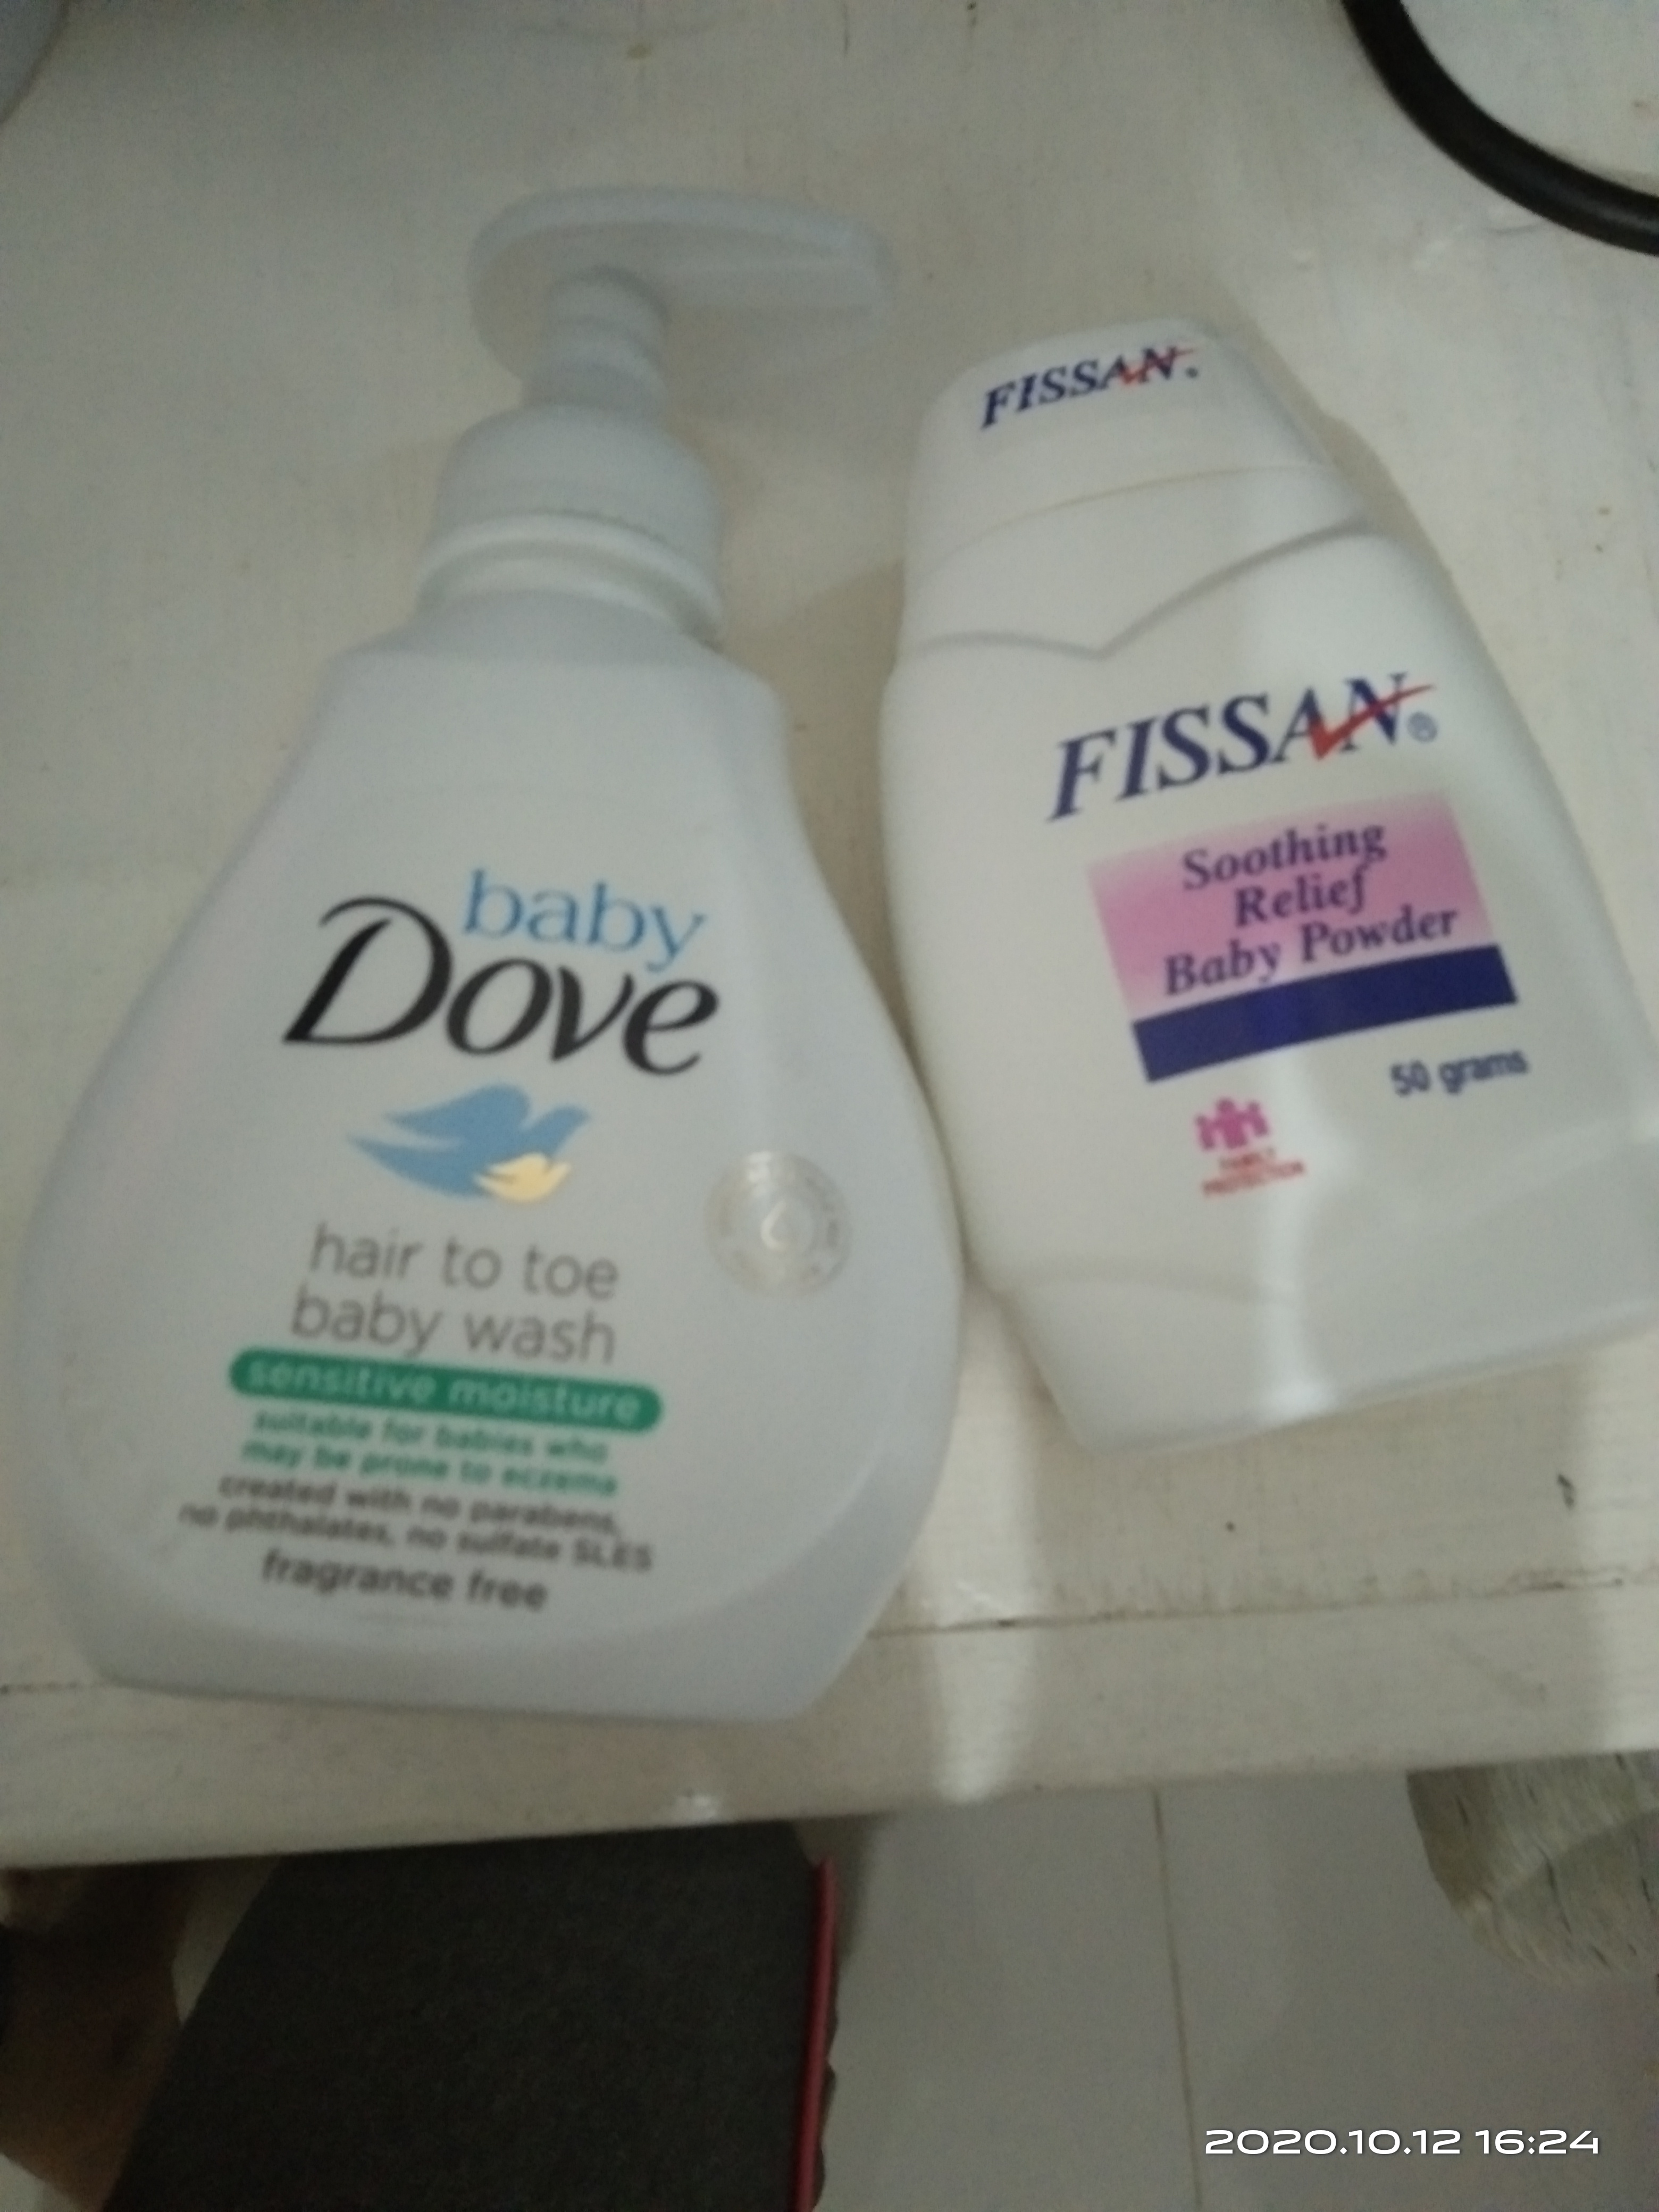 baby
Dove
hair to toe
baby wash
sensitive moisture
suitable for babies who
may be prone to eczema
created with no parabens,
no phthalates, no sulfate SLES
fragrance free
FISSAN®
FISSAN®
Soothing
Relief
Baby Powder
50 grams
FAMILY
PROTECTION
2020.10.12 16:24